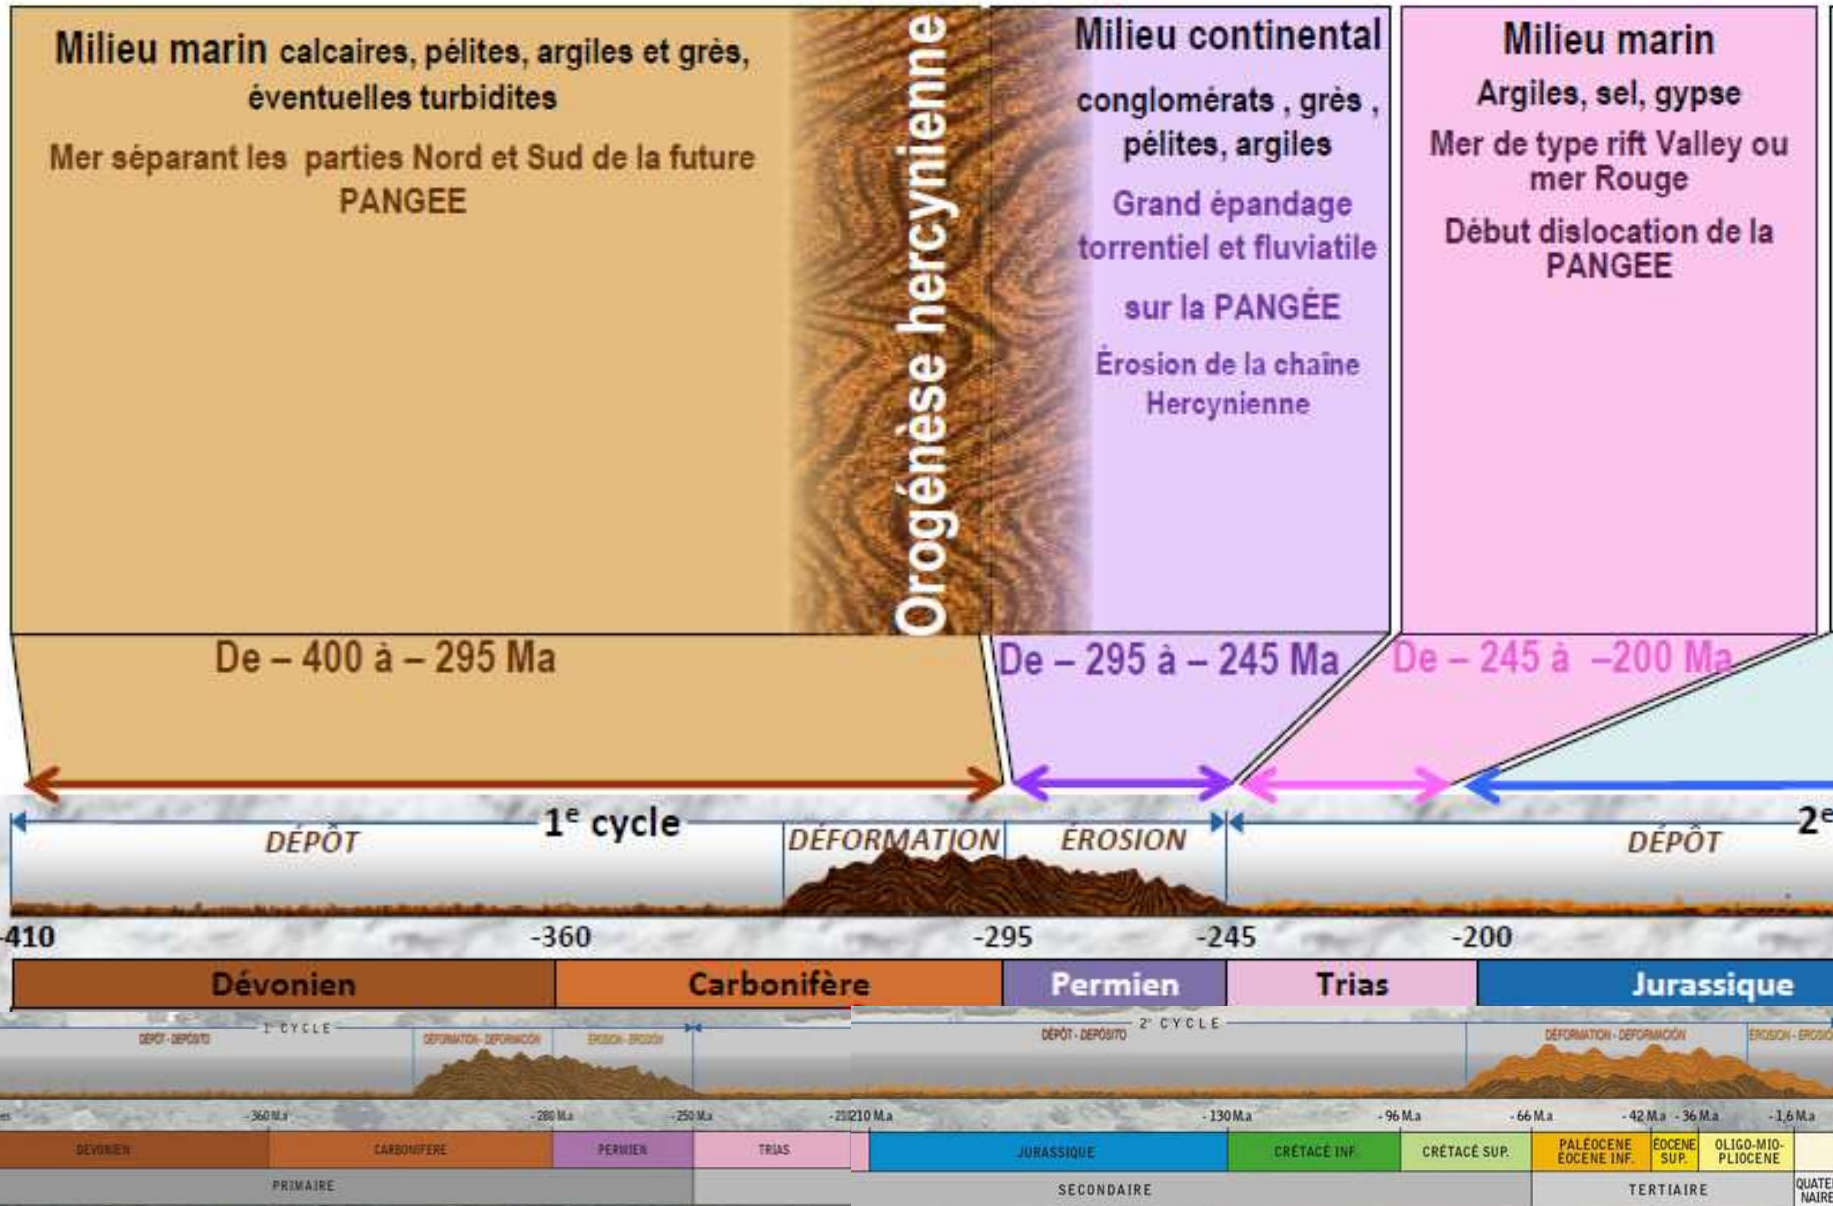 Milieu marin calcaires, pélites, argiles et grès,
éventuelles turbidites
Mer séparant les parties Nord et Sud de la future
PANGEE
Orogénèse hercynienne
Milieu continental
conglomérats , grès ,
pélites, argiles
Grand épandage
torrentiel et fluviatile
sur la PANGÉE
Érosion de la chaîne
Hercynienne
Milieu marin
Argiles, sel, gypse
Mer de type rift Valley ou
mer Rouge
Début dislocation de la
PANGEE
De – 400 à – 295 Ma
De – 295 à – 245 Ma
De – 245 à –200 Ma
1e cycle
2e
DÉPÔT
DÉFORMATION
ÉROSION
DÉPÔT
-410
-360
-295
-245
-200
Dévonien
Carbonifère
Permien
Trias
Jurassique
1e CYCLE
2e CYCLE
DÉPÔT - DEPÓSITO
DÉFORMATION - DEFORMACIÓN
ÉROSION - EROSIÓN
DÉPÔT - DEPÓSITO
DÉFORMATION - DEFORMACIÓN
ÉROSION - EROSIÓ
- 360 M.a
- 280 M.a
- 250 M.a
210 M.a
- 130 M.a
- 96 M.a
- 66 M.a
- 42 M.a
- 36 M.a
- 1,6 M.a
DEVONIEN
CARBONIFERE
PERMIEN
TRIAS
JURASSIQUE
CRÉTACÉ INF.
CRÉTACÉ SUP.
PALÉOCENE
EOCENE INF.
ÉOCENE
SUP.
OLIGO-MIO-
PLIOCENE
PRIMAIRE
SECONDAIRE
TERTIAIRE
QUATE
NAIRE